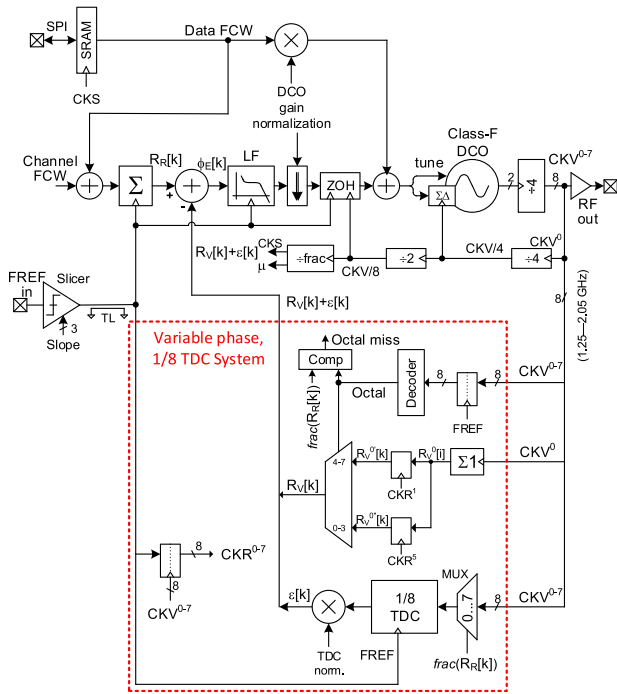 SPI
SRAM
Data FCW
CKS
DCO
gain
normalization
Channel
FCW
Σ
R_R[k]
+
-
ϕ_E[k]
LF
ZOH
tune
Class-F
DCO
ΣΔ
2
÷4
8
CKV^0-7
RF
out
R_V[k]+ε[k]
CKS
μ
÷frac
CKV/8
÷2
CKV/4
÷4
CKV^0
FREF
in
Slicer
3
Slope
TL
R_V[k]+ε[k]
8
(1.25—2.05 GHz)
Variable phase,
1/8 TDC System
Octal miss
Comp
frac(R_R[k])
Octal
Decoder
8
8
CKV^0-7
FREF
4-7
0-3
R_V[k]
R_V^0'[k]
CKR^1
R_V^0[i]
Σ1
CKV^0
R_V^0"[k]
CKR^5
8
CKR^0-7
8
CKV^0-7
ε[k]
TDC
norm.
1/8
TDC
FREF
MUX
0...7
8
CKV^0-7
frac(R_R[k])